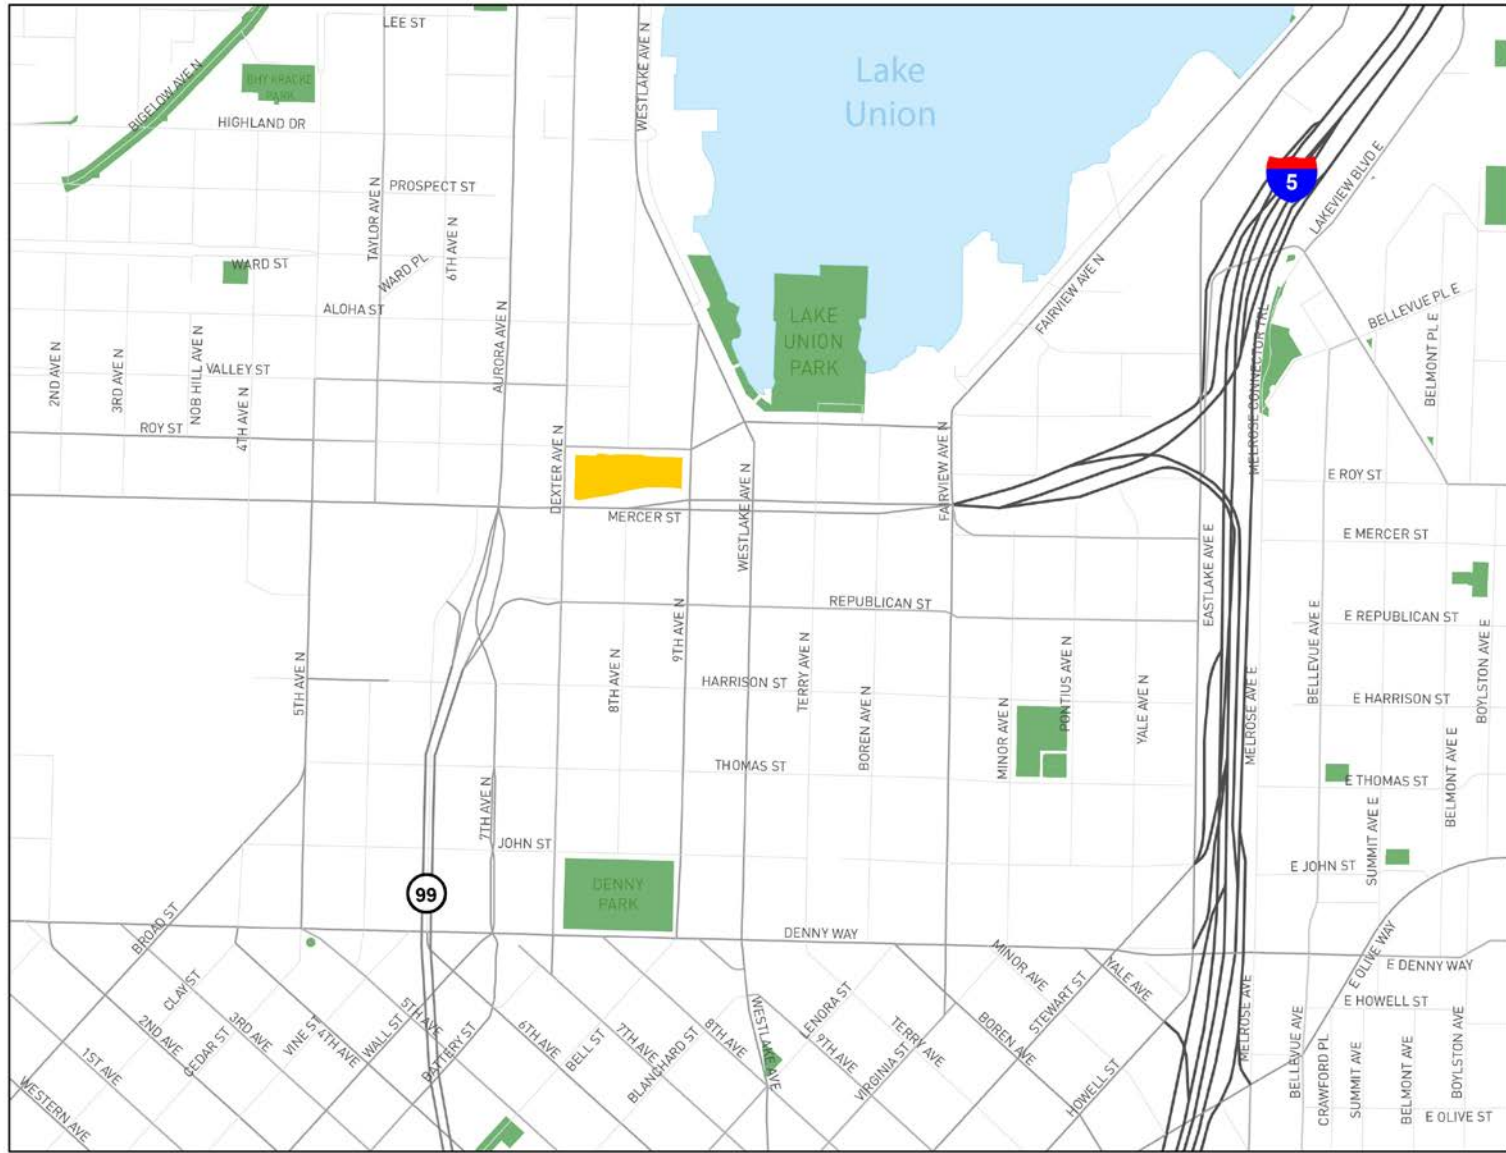 LEE ST
WESTLAKE AVE N
Lake
Union
BIGELOW AVE N
BHY KRACKE
PARK
HIGHLAND DR
5
LAKEVIEW BLVD E
TAYLOR AVE N
PROSPECT ST
6TH AVE N
WARD ST
WARD PL
ALOHA ST
AURORA AVE N
LAKE
UNION
PARK
FAIRVIEW AVE N
BELLEVUE PL E
MELROSE CONNECTOR TRL
BELMONT PL E
2ND AVE N
3RD AVE N
NOB HILL AVE N
VALLEY ST
4TH AVE N
ROY ST
DEXTER AVE N
WESTLAKE AVE N
FAIRVIEW AVE N
E ROY ST
MERCER ST
E MERCER ST
EASTLAKE AVE E
REPUBLICAN ST
E REPUBLICAN ST
5TH AVE N
8TH AVE N
9TH AVE N
HARRISON ST
TERRY AVE N
BOREN AVE N
MINOR AVE N
PONTIUS AVE N
YALE AVE N
MELROSE AVE E
BELLEVUE AVE E
E HARRISON ST
BOYLSTON AVE E
THOMAS ST
E THOMAS ST
BELMONT AVE E
7TH AVE N
JOHN ST
E JOHN ST
SUMMIT AVE E
99
DENNY
PARK
BROAD ST
DENNY WAY
E OLIVE WAY
E DENNY WAY
MINOR AVE
YALE AVE
STEWART ST
E HOWELL ST
CLAY ST
2ND AVE
CEDAR ST
3RD AVE
VINE ST
4TH AVE
WALL ST
5TH AVE
BATTERY ST
6TH AVE
BELL ST
7TH AVE
BLANCHARD ST
8TH AVE
WESTLAKE AVE
LENORA ST
9TH AVE
VIRGINIA ST
TERRY AVE
BOREN AVE
HOWELL ST
MELROSE AVE
BELLEVUE AVE
CRAWFORD PL
SUMMIT AVE
BELMONT AVE
BOYLSTON AVE
E OLIVE ST
1ST AVE
WESTERN AVE